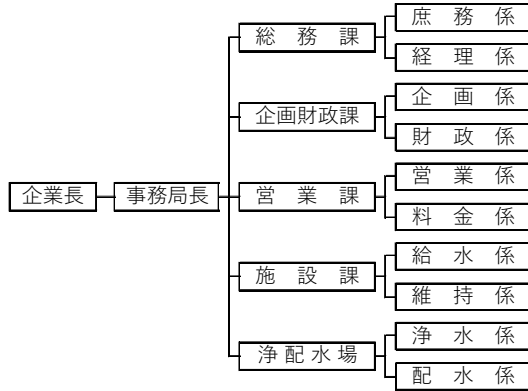 企業長
事務局長
総務課
庶務係
経理係
企画財政課
企画係
財政係
営業課
営業係
料金係
施設課
給水係
維持係
浄配水場
浄水係
配水係